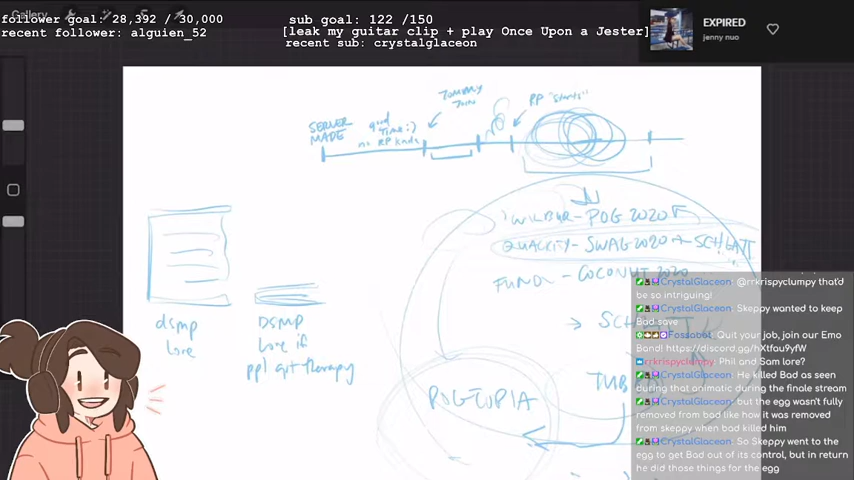 Gallery
follower goal: 28,392 / 30,000
recent follower: alguien_52
sub goal: 122 /150
[leak my guitar clip + play Once Upon a Jester]
recent sub: crystalglaceon
EXPIRED
jenny nuo
TOMMY
Joins
RP "starts"
SERVER
MADE
good
time :)
no RP kinda
WILBUR - POG 2020
QUACKITY - SWAG 2020 + SCHLATT
FUNDY - COCONUT 2020
→ SCH
TUB
POGTOPIA
dsmp
lore
DSMP
lore if
ppl got therapy
CrystalGlaceon: @rrkrispyclumpy that'd
be so intriguing!
CrystalGlaceon: Skeppy wanted to keep
Bad save
Fossabot: Quit your job, join our Emo
Band! https://discord.gg/hXtfau9yfW
rrkrispyclumpy: Phil and Sam lore?
CrystalGlaceon: He killed Bad as seen
during that animatic during the finale stream
CrystalGlaceon: but the egg wasn't fully
removed from bad like how it was removed
from skeppy when bad killed him
CrystalGlaceon: So Skeppy went to the
egg to get Bad out of its control, but in return
he did those things for the egg